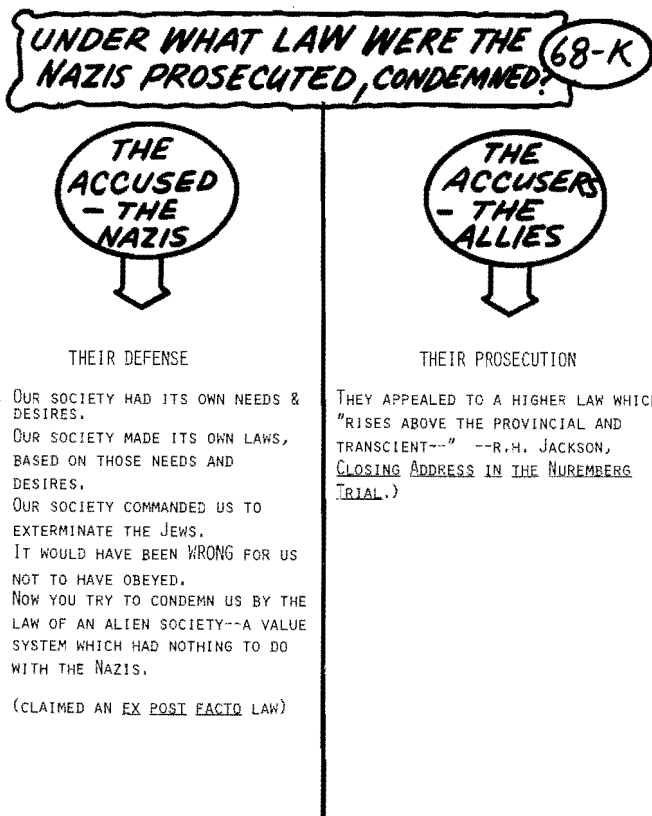 UNDER WHAT LAW WERE THE
NAZIS PROSECUTED, CONDEMNED?
68-K
THE
ACCUSED
- THE
NAZIS
THEIR DEFENSE
OUR SOCIETY HAD ITS OWN NEEDS &
DESIRES.
OUR SOCIETY MADE ITS OWN LAWS,
BASED ON THOSE NEEDS AND
DESIRES.
OUR SOCIETY COMMANDED US TO
EXTERMINATE THE JEWS.
IT WOULD HAVE BEEN WRONG FOR US
NOT TO HAVE OBEYED.
NOW YOU TRY TO CONDEMN US BY THE
LAW OF AN ALIEN SOCIETY--A VALUE
SYSTEM WHICH HAD NOTHING TO DO
WITH THE NAZIS.
(CLAIMED AN EX POST FACTO LAW)
THE
ACCUSERS
- THE
ALLIES
THEIR PROSECUTION
THEY APPEALED TO A HIGHER LAW WHICH
"RISES ABOVE THE PROVINCIAL AND
TRANSCIENT--" --R.H. JACKSON,
CLOSING ADDRESS IN THE NUREMBERG
TRIAL.)